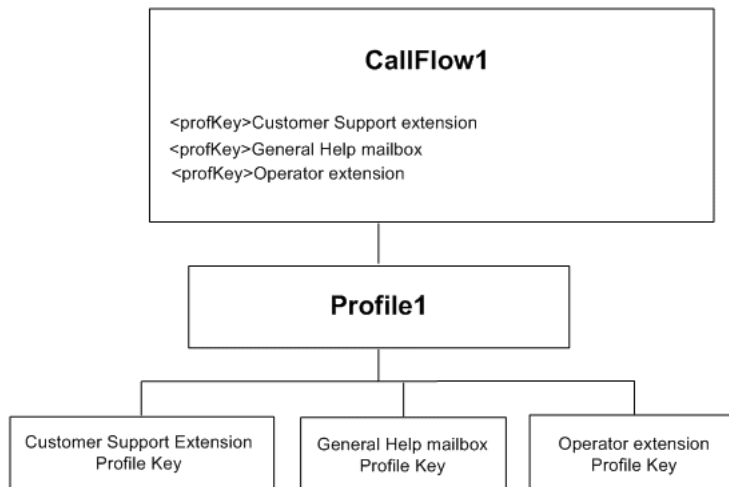 CallFlow1
<profKey>Customer Support extension
<profKey>General Help mailbox
<profKey>Operator extension
Profile1
Customer Support Extension
Profile Key
General Help mailbox
Profile Key
Operator extension
Profile Key